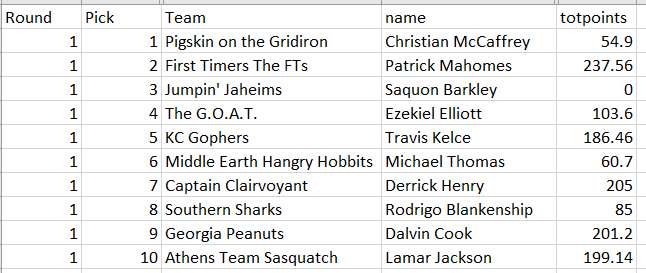 Round Pick Team name totpoints
1 1 Pigskin on the Gridiron Christian McCaffrey 54.9
1 2 First Timers The FTs Patrick Mahomes 237.56
1 3 Jumpin' Jaheims Saquon Barkley 0
1 4 The G.O.A.T. Ezekiel Elliott 103.6
1 5 KC Gophers Travis Kelce 186.46
1 6 Middle Earth Hangry Hobbits Michael Thomas 60.7
1 7 Captain Clairvoyant Derrick Henry 205
1 8 Southern Sharks Rodrigo Blankenship 85
1 9 Georgia Peanuts Dalvin Cook 201.2
1 10 Athens Team Sasquatch Lamar Jackson 199.14